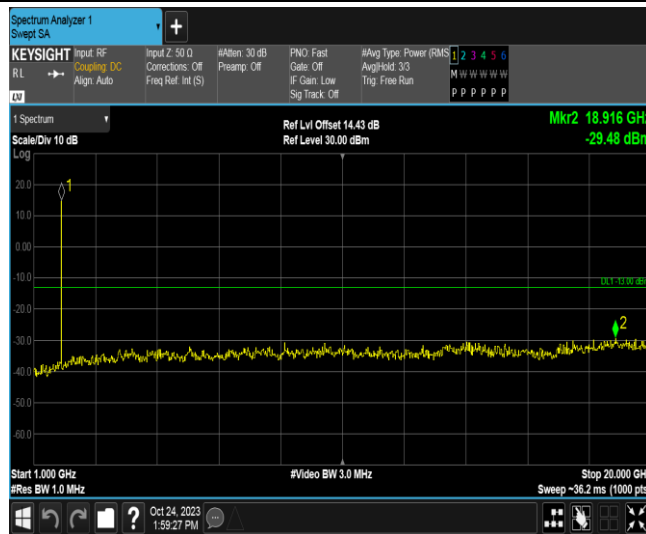 Spectrum Analyzer 1
Swept SA
+
KEYSIGHT Input: RF Input Z: 50 Ω #Atten: 30 dB PNO: Fast #Avg Type: Power (RMS 1 2 3 4 5 6
RL Coupling: DC Corrections: Off Preamp: Off Gate: Off Avg|Hold: 3/3 M W W W W W
Align: Auto Freq Ref: Int (S) IF Gain: Low Trig: Free Run
LXI Sig Track: Off P P P P P P
1 Spectrum Ref Lvl Offset 14.43 dB Mkr2 18.916 GHz
Scale/Div 10 dB Ref Level 30.00 dBm -29.48 dBm
Log
1
20.0
10.0
0.00
-10.0
DL1 -13.00 dBm
-20.0
2
-30.0
-40.0
-50.0
-60.0
Start 1.000 GHz #Video BW 3.0 MHz Stop 20.000 GHz
#Res BW 1.0 MHz Sweep ~36.2 ms (1000 pts)
? Oct 24, 2023
1:59:27 PM